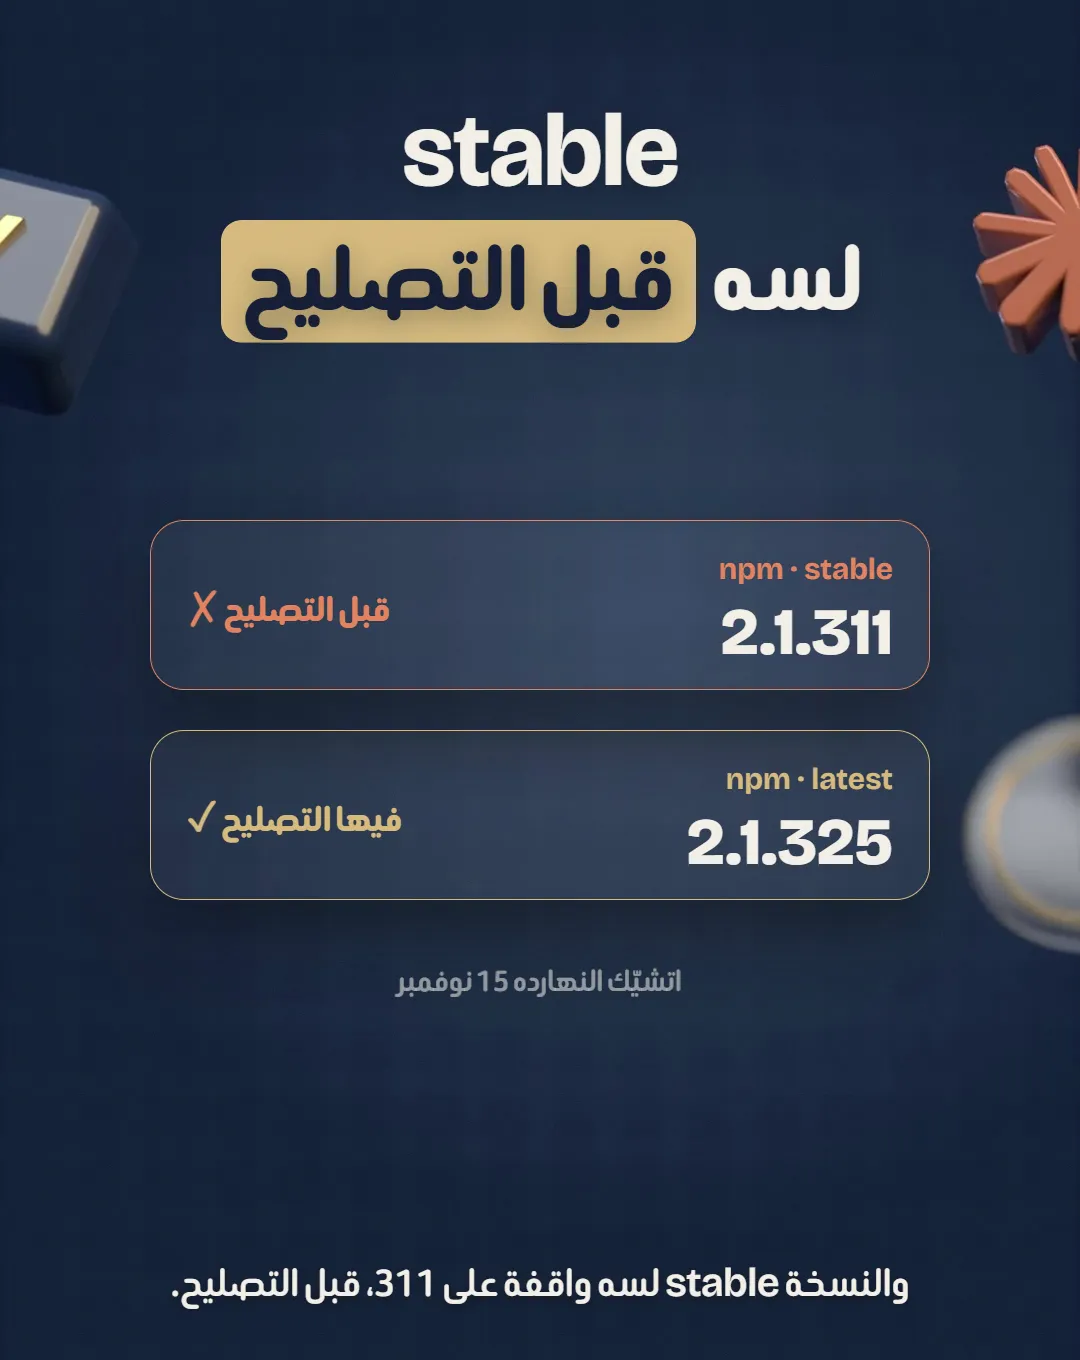 stable
لسه قبل التصليح
npm · stable
2.1.311
قبل التصليح ✗
npm · latest
2.1.325
فيها التصليح ✓
اتشيّك النهارده 15 نوفمبر
والنسخة stable لسه واقفة على 311، قبل التصليح.